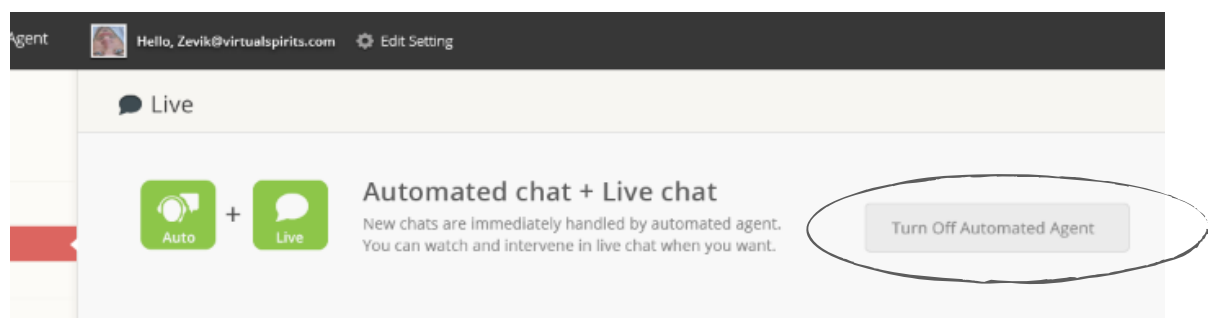 Agent
Hello, Zevik@virtualspirits.com
Edit Setting
Live
Auto
+
Live
Automated chat + Live chat
New chats are immediately handled by automated agent.
You can watch and intervene in live chat when you want.
Turn Off Automated Agent